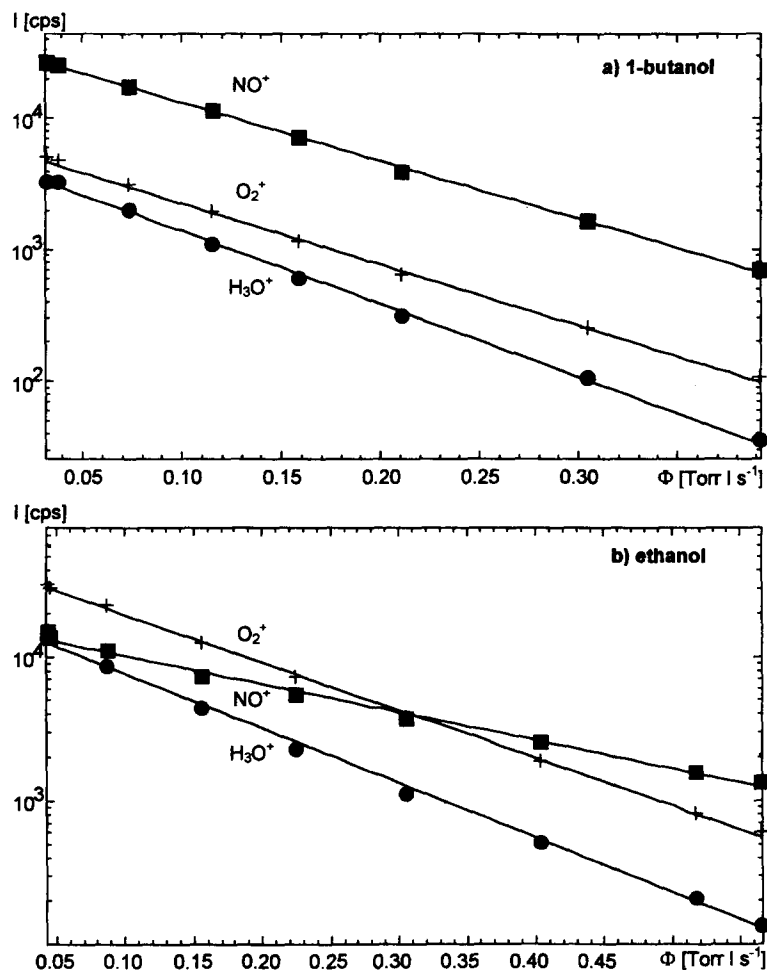 I [cps]
a) 1-butanol
NO⁺
10⁴
O₂⁺
10³
H₃O⁺
10²
0.05 0.10 0.15 0.20 0.25 0.30 Φ [Torr l s⁻¹]
I [cps]
b) ethanol
O₂⁺
10⁴
NO⁺
H₃O⁺
10³
0.05 0.10 0.15 0.20 0.25 0.30 0.35 0.40 0.45 Φ [Torr l s⁻¹]